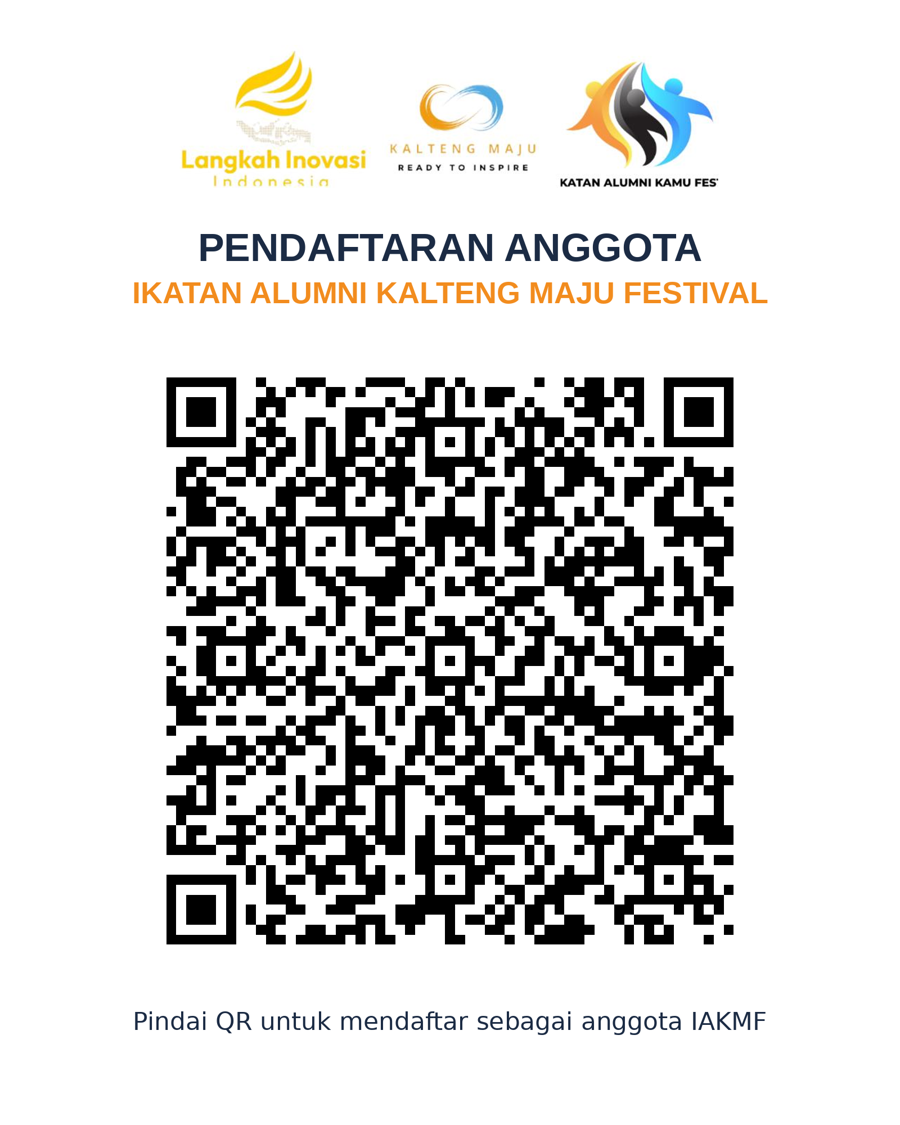 Langkah Inovasi
Indonesia
KALTENG MAJU
READY TO INSPIRE
KATAN ALUMNI KAMU FES
PENDAFTARAN ANGGOTA
IKATAN ALUMNI KALTENG MAJU FESTIVAL
Pindai QR untuk mendaftar sebagai anggota IAKMF